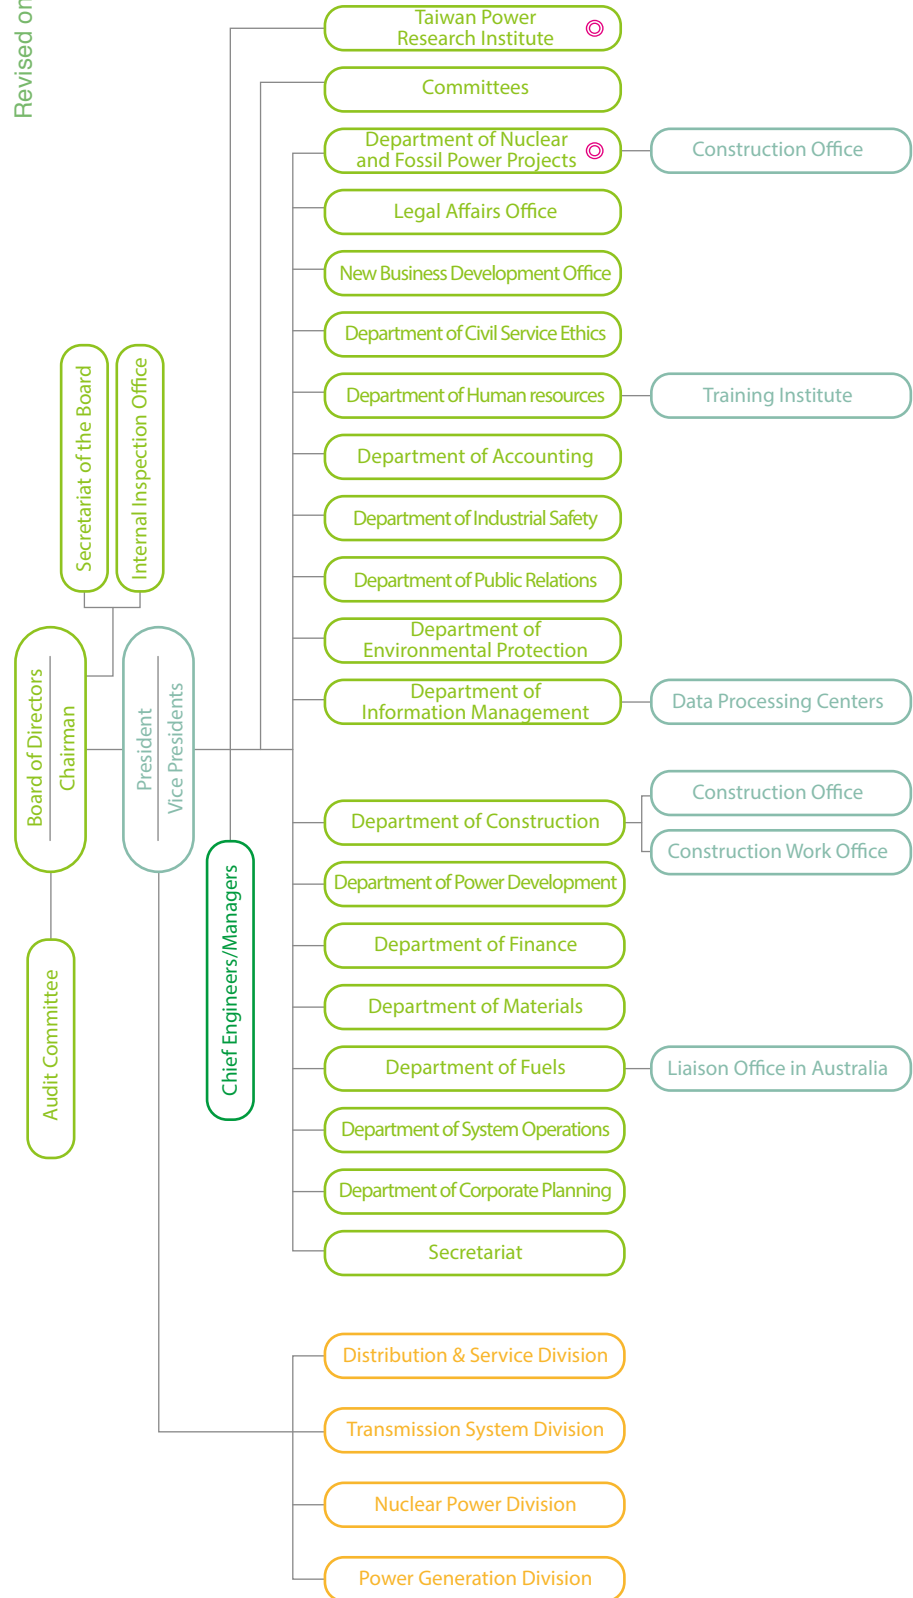 Revised on
Taiwan Power
Research Institute
Committees
Department of Nuclear
and Fossil Power Projects
Construction Office
Legal Affairs Office
New Business Development Office
Department of Civil Service Ethics
Department of Human resources
Training Institute
Department of Accounting
Department of Industrial Safety
Department of Public Relations
Department of
Environmental Protection
Department of
Information Management
Data Processing Centers
Secretariat of the Board
Internal Inspection Office
Board of Directors
Chairman
President
Vice Presidents
Audit Committee
Chief Engineers/Managers
Department of Construction
Construction Office
Construction Work Office
Department of Power Development
Department of Finance
Department of Materials
Department of Fuels
Liaison Office in Australia
Department of System Operations
Department of Corporate Planning
Secretariat
Distribution & Service Division
Transmission System Division
Nuclear Power Division
Power Generation Division